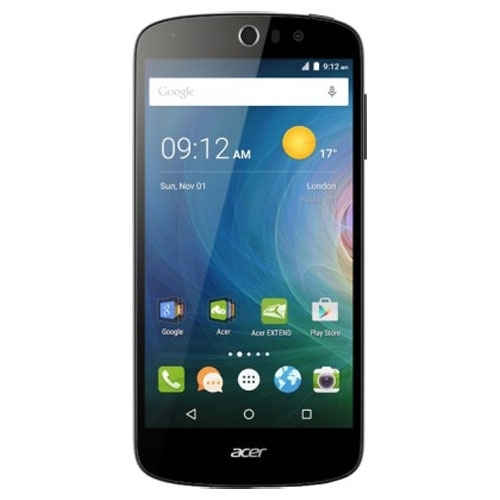 9:12 AM
Google
09:12 AM
17°
Sun, Nov 01
London
Google
Acer
Acer EXTEND
Play Store
acer